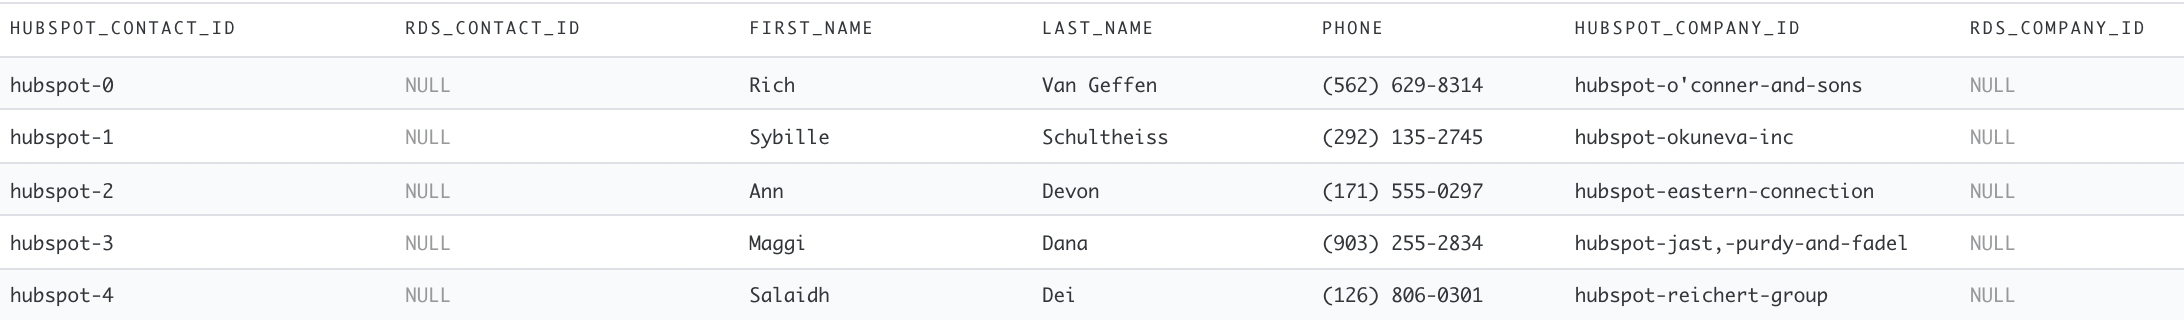 HUBSPOT_CONTACT_ID RDS_CONTACT_ID FIRST_NAME LAST_NAME PHONE HUBSPOT_COMPANY_ID RDS_COMPANY_ID
hubspot-0 NULL Rich Van Geffen (562) 629-8314 hubspot-o'conner-and-sons NULL
hubspot-1 NULL Sybille Schultheiss (292) 135-2745 hubspot-okuneva-inc NULL
hubspot-2 NULL Ann Devon (171) 555-0297 hubspot-eastern-connection NULL
hubspot-3 NULL Maggi Dana (903) 255-2834 hubspot-jast,-purdy-and-fadel NULL
hubspot-4 NULL Salaidh Dei (126) 806-0301 hubspot-reichert-group NULL